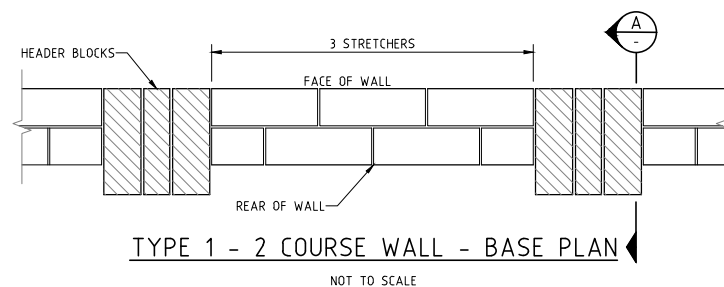 3 STRETCHERS
A
-
HEADER BLOCKS
FACE OF WALL
REAR OF WALL
TYPE 1 - 2 COURSE WALL - BASE PLAN
NOT TO SCALE